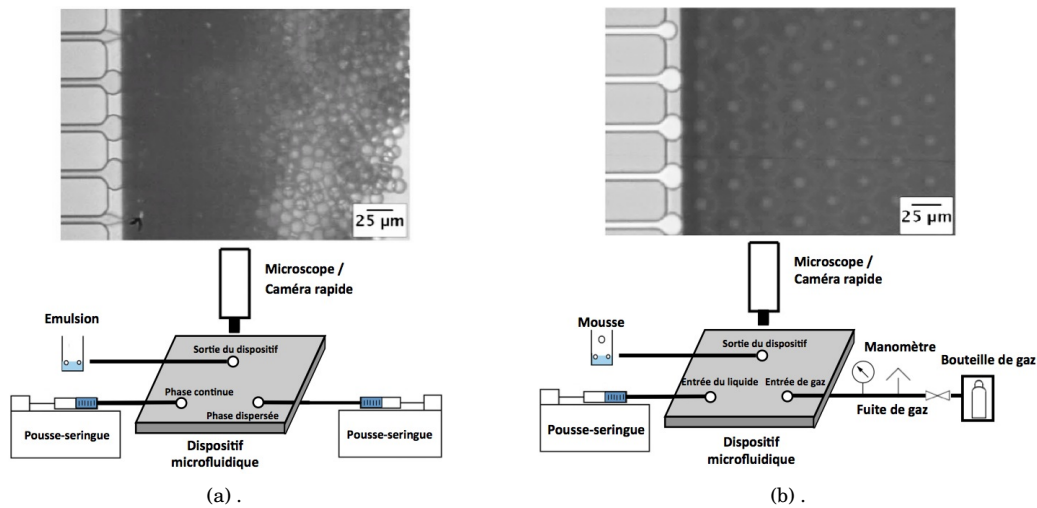 25 µm
Microscope /
Caméra rapide
Emulsion
Sortie du dispositif
Phase continue
Phase dispersée
Pousse-seringue
Pousse-seringue
Dispositif
microfluidique
(a) .
25 µm
Microscope /
Caméra rapide
Mousse
Sortie du dispositif
Manomètre
Bouteille de gaz
Entrée du liquide
Entrée de gaz
Fuite de gaz
Pousse-seringue
Dispositif
microfluidique
(b) .